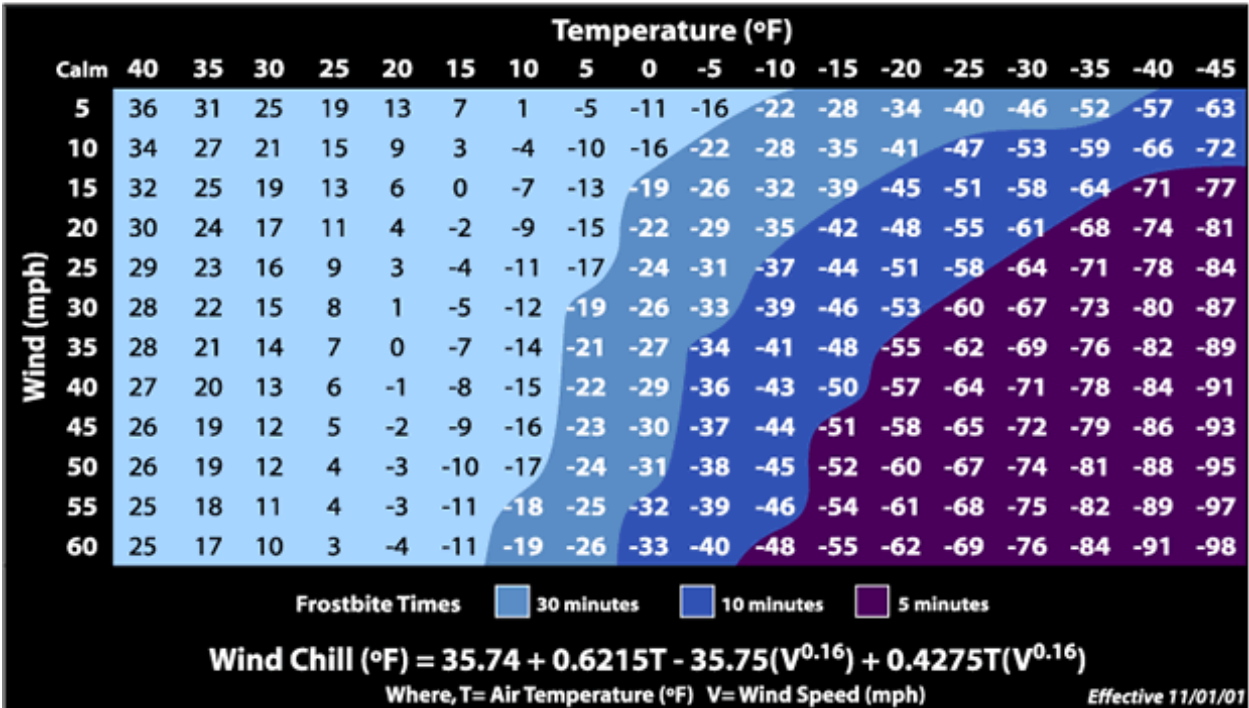 Temperature (ºF)
Calm 40 35 30 25 20 15 10 5 0 -5 -10 -15 -20 -25 -30 -35 -40 -45
Wind (mph)
5 36 31 25 19 13 7 1 -5 -11 -16 -22 -28 -34 -40 -46 -52 -57 -63
10 34 27 21 15 9 3 -4 -10 -16 -22 -28 -35 -41 -47 -53 -59 -66 -72
15 32 25 19 13 6 0 -7 -13 -19 -26 -32 -39 -45 -51 -58 -64 -71 -77
20 30 24 17 11 4 -2 -9 -15 -22 -29 -35 -42 -48 -55 -61 -68 -74 -81
25 29 23 16 9 3 -4 -11 -17 -24 -31 -37 -44 -51 -58 -64 -71 -78 -84
30 28 22 15 8 1 -5 -12 -19 -26 -33 -39 -46 -53 -60 -67 -73 -80 -87
35 28 21 14 7 0 -7 -14 -21 -27 -34 -41 -48 -55 -62 -69 -76 -82 -89
40 27 20 13 6 -1 -8 -15 -22 -29 -36 -43 -50 -57 -64 -71 -78 -84 -91
45 26 19 12 5 -2 -9 -16 -23 -30 -37 -44 -51 -58 -65 -72 -79 -86 -93
50 26 19 12 4 -3 -10 -17 -24 -31 -38 -45 -52 -60 -67 -74 -81 -88 -95
55 25 18 11 4 -3 -11 -18 -25 -32 -39 -46 -54 -61 -68 -75 -82 -89 -97
60 25 17 10 3 -4 -11 -19 -26 -33 -40 -48 -55 -62 -69 -76 -84 -91 -98
Frostbite Times 30 minutes 10 minutes 5 minutes
Wind Chill (ºF) = 35.74 + 0.6215T - 35.75(V^0.16) + 0.4275T(V^0.16)
Where, T= Air Temperature (ºF) V= Wind Speed (mph) Effective 11/01/01